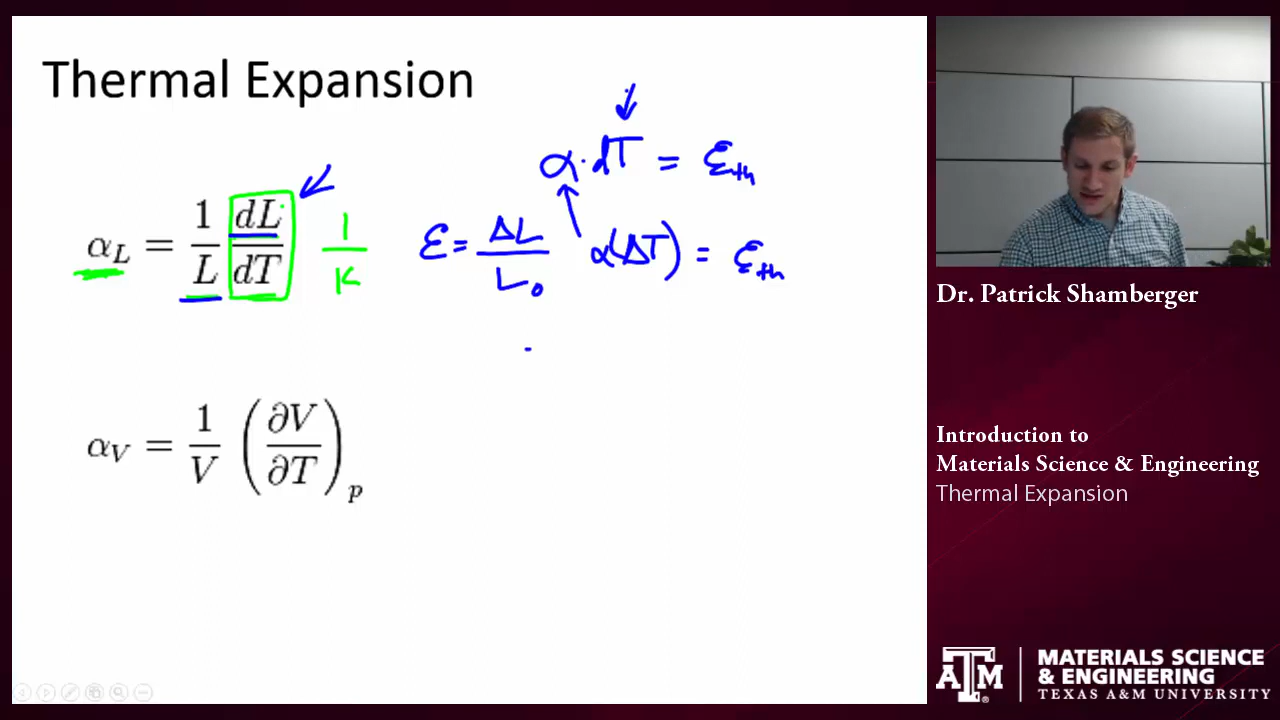 Thermal Expansion
α · dT = ε_th
α_L = 1/L dL/dT
1/K
ε = ΔL/L₀
α(ΔT) = ε_th
α_V = 1/V (∂V/∂T)_p
Dr. Patrick Shamberger
Introduction to
Materials Science & Engineering
Thermal Expansion
ATM
MATERIALS SCIENCE
& ENGINEERING
TEXAS A&M UNIVERSITY